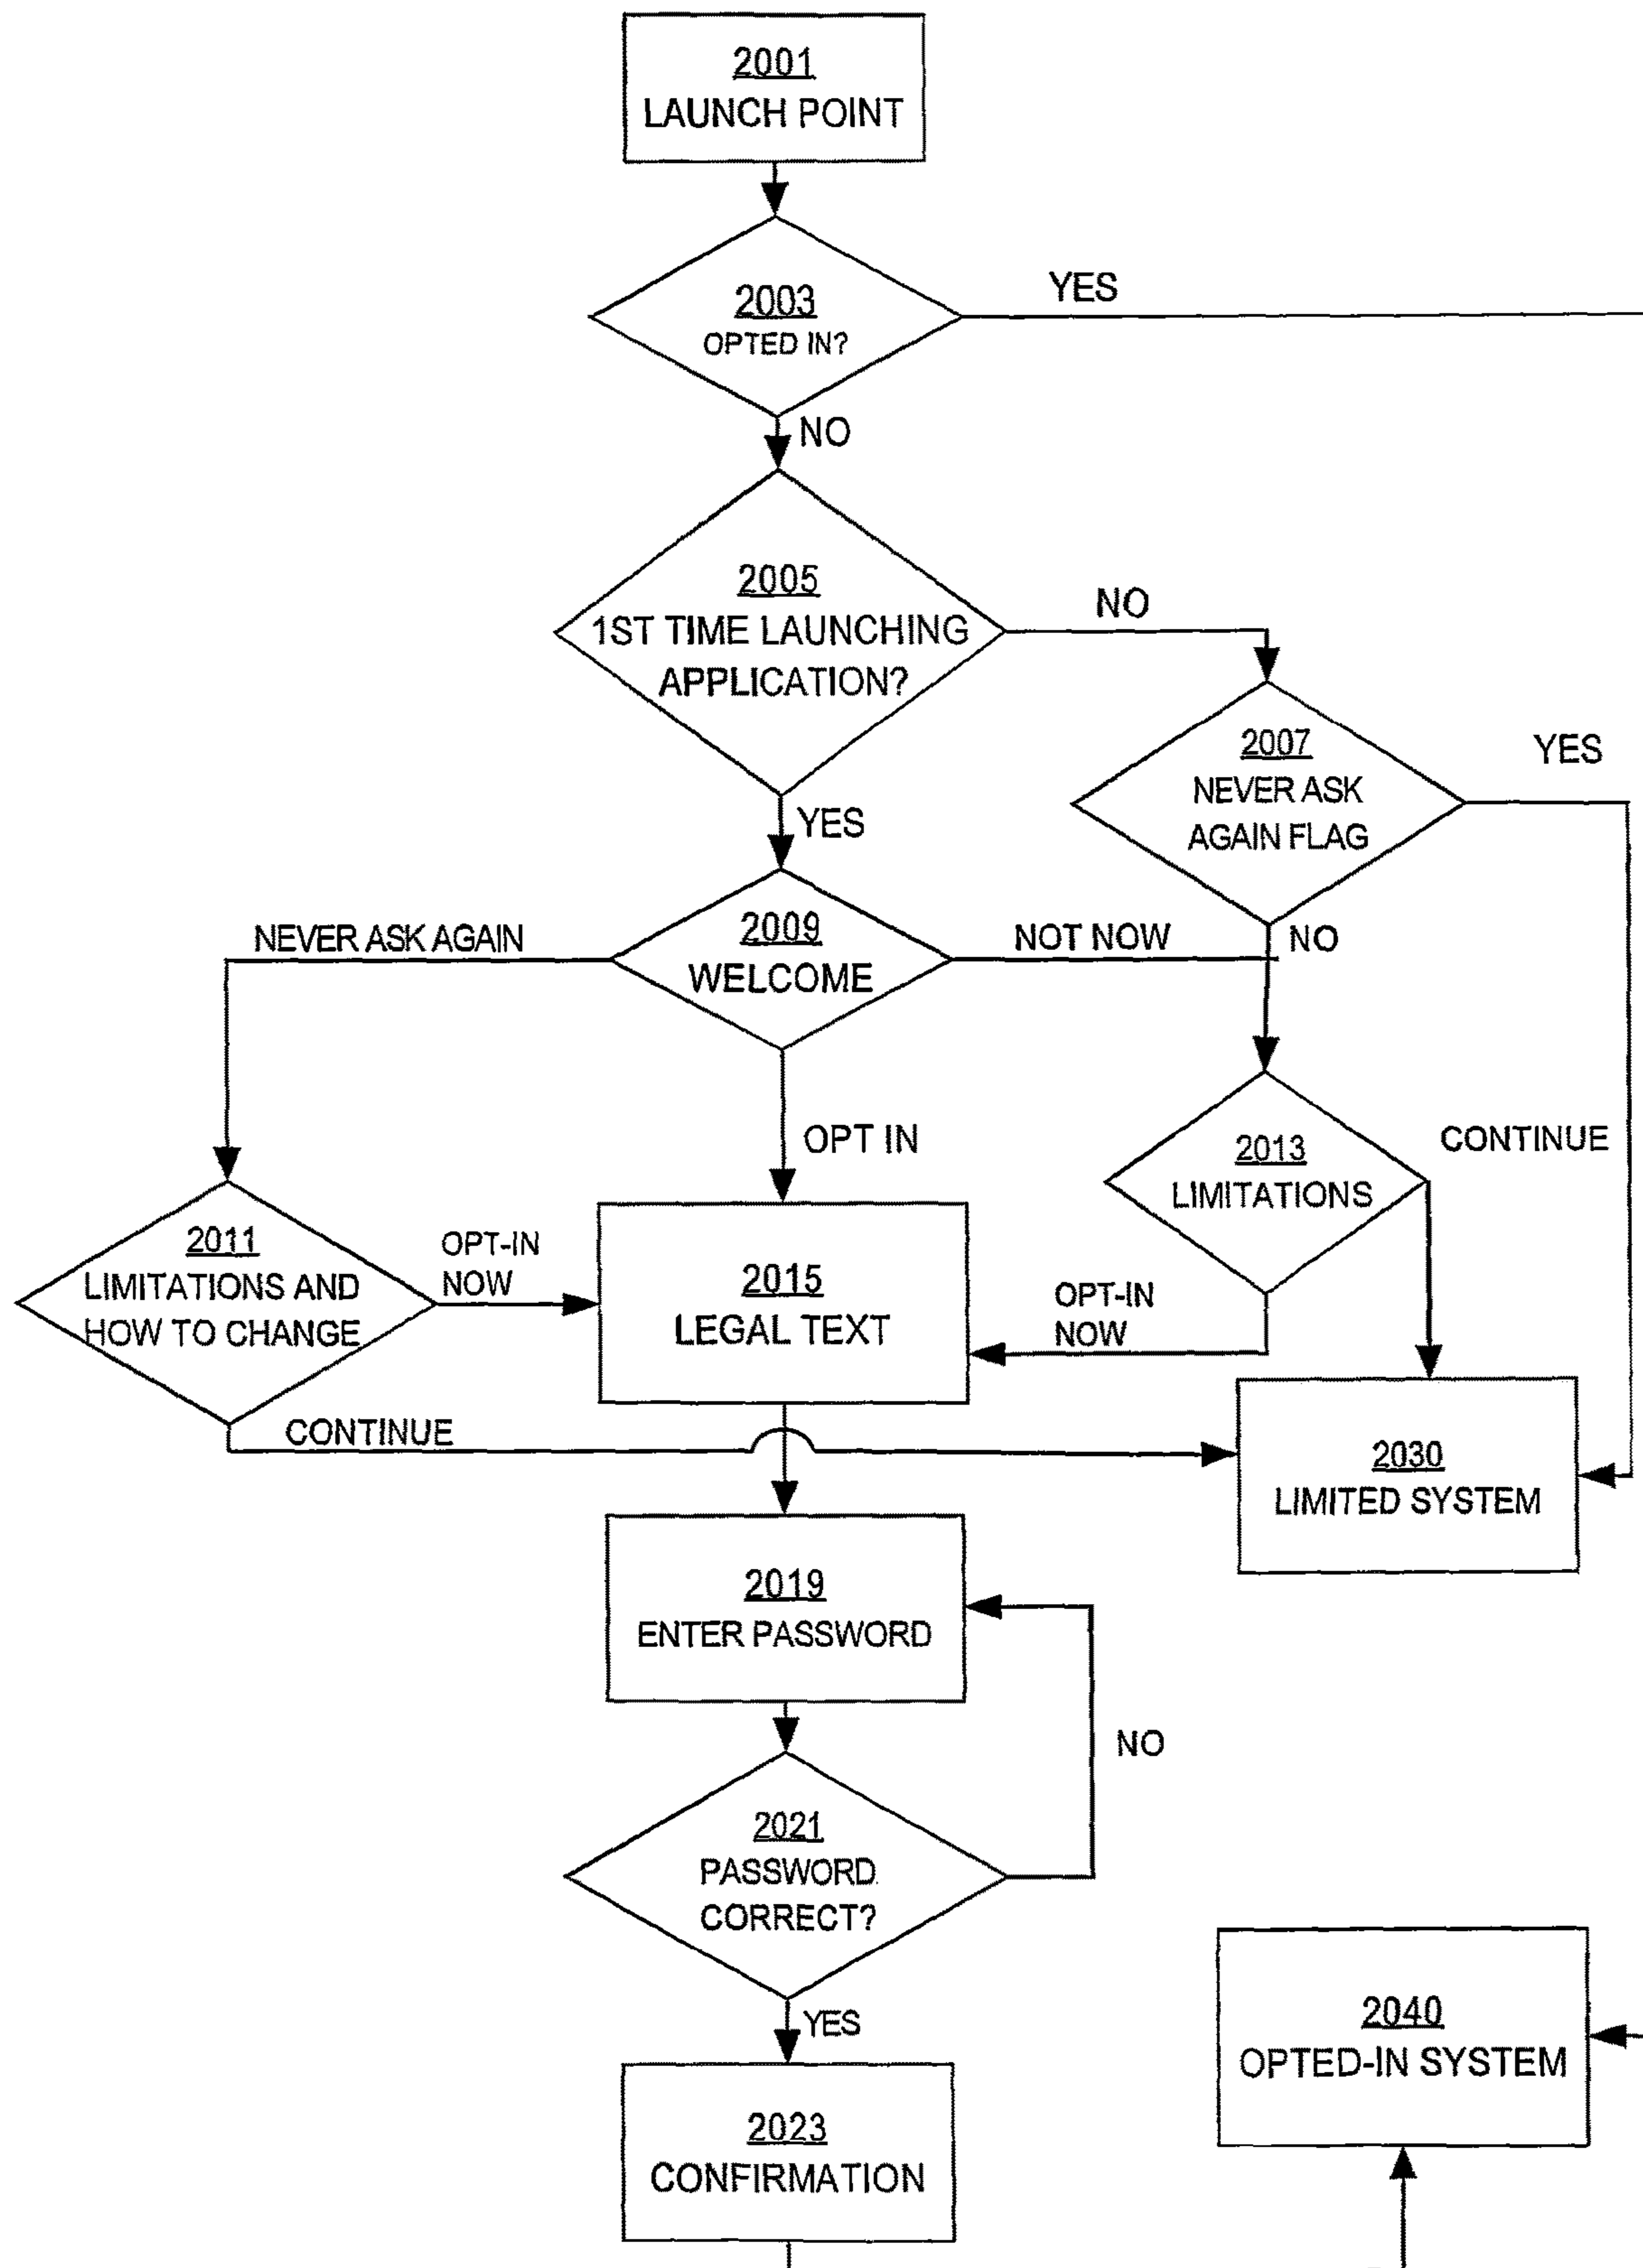 2001
LAUNCH POINT
2003
OPTED IN?
YES
NO
2005
1ST TIME LAUNCHING
APPLICATION?
NO
2007
NEVER ASK
AGAIN FLAG
YES
YES
NEVER ASK AGAIN
2009
WELCOME
NOT NOW
NO
OPT IN
2013
LIMITATIONS
CONTINUE
2011
LIMITATIONS AND
HOW TO CHANGE
OPT-IN
NOW
2015
LEGAL TEXT
OPT-IN
NOW
CONTINUE
2030
LIMITED SYSTEM
2019
ENTER PASSWORD
NO
2021
PASSWORD
CORRECT?
YES
2040
OPTED-IN SYSTEM
2023
CONFIRMATION